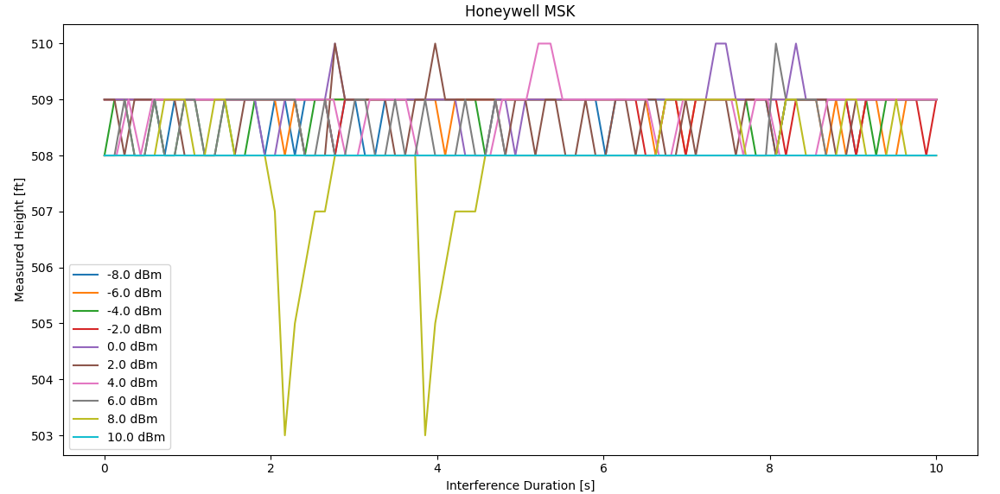 Honeywell MSK
Measured Height [ft]
510
509
508
507
506
505
504
503
-8.0 dBm
-6.0 dBm
-4.0 dBm
-2.0 dBm
0.0 dBm
2.0 dBm
4.0 dBm
6.0 dBm
8.0 dBm
10.0 dBm
0 2 4 6 8 10
Interference Duration [s]